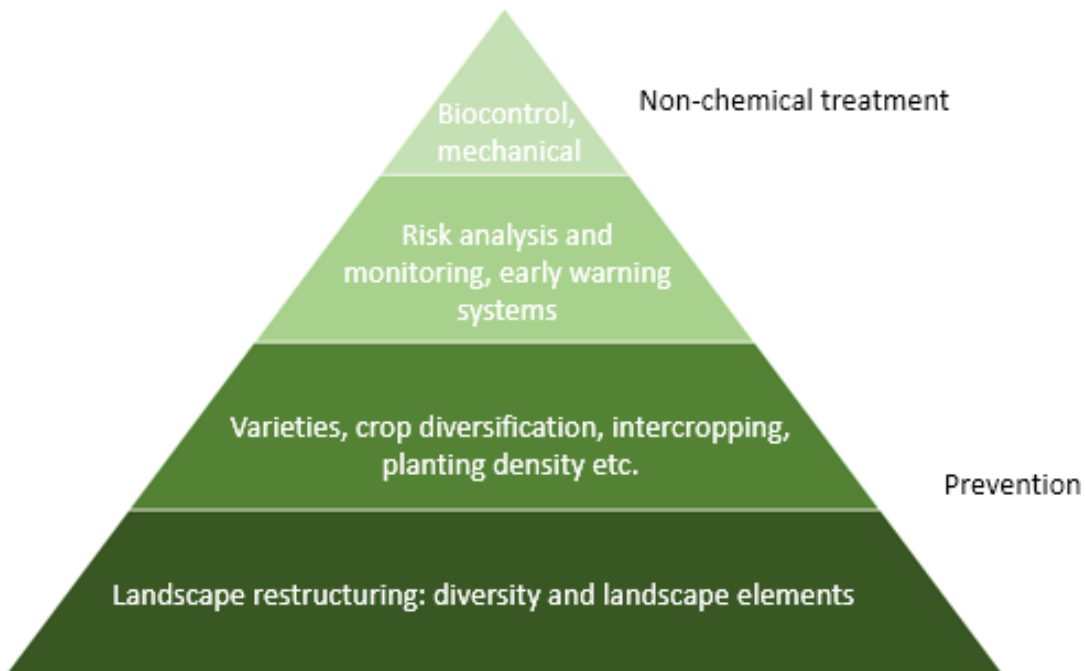 Biocontrol,
mechanical
Non-chemical treatment
Risk analysis and
monitoring, early warning
systems
Varieties, crop diversification, intercropping,
planting density etc.
Prevention
Landscape restructuring: diversity and landscape elements